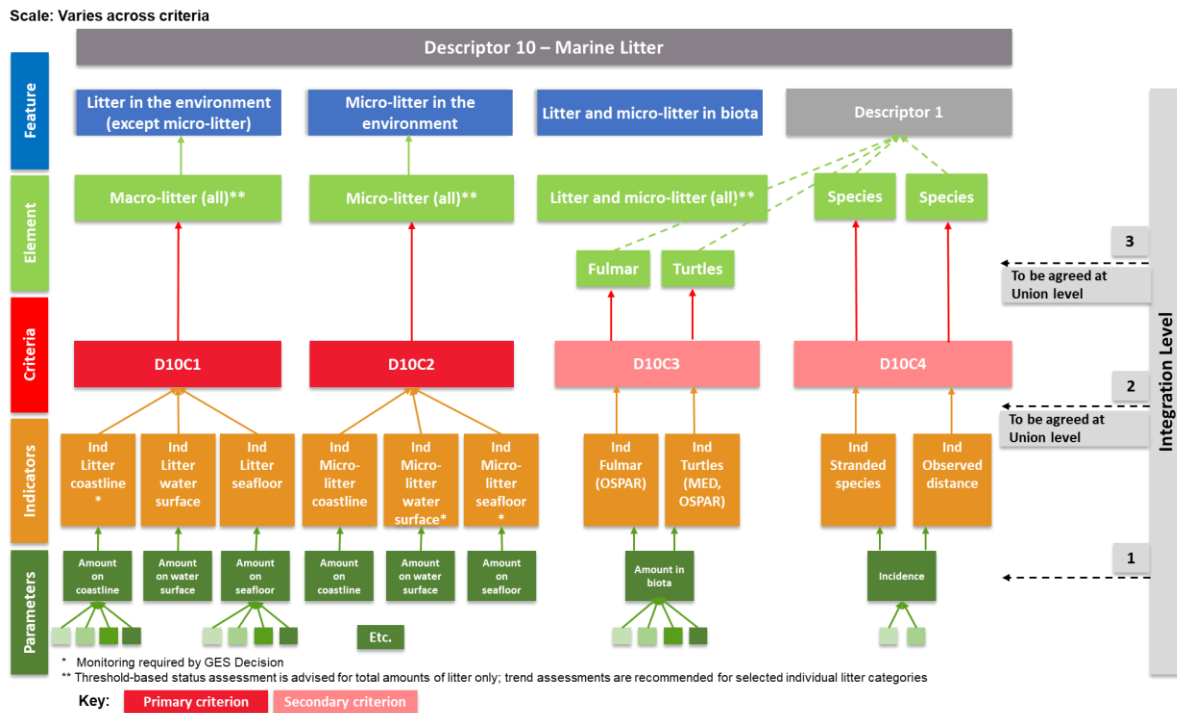 Scale: Varies across criteria
Descriptor 10 – Marine Litter
Feature
Litter in the environment
(except micro-litter)
Micro-litter in the
environment
Litter and micro-litter in biota
Descriptor 1
Element
Macro-litter (all)**
Micro-litter (all)**
Litter and micro-litter (all)**
Species
Species
Fulmar
Turtles
3
To be agreed at
Union level
Criteria
D10C1
D10C2
D10C3
D10C4
2
To be agreed at
Union level
Integration Level
Indicators
Ind
Litter
coastline
*
Ind
Litter
water
surface
Ind
Litter
seafloor
Ind
Micro-
litter
coastline
Ind
Micro-
litter
water
surface*
Ind
Micro-
litter
seafloor
*
Ind
Fulmar
(OSPAR)
Ind
Turtles
(MED,
OSPAR)
Ind
Stranded
species
Ind
Observed
distance
Parameters
Amount
on
coastline
Amount
on water
surface
Amount
on
seafloor
Amount
on
coastline
Amount
on water
surface
Amount
on
seafloor
Amount in
biota
Incidence
1
Etc.
* Monitoring required by GES Decision
** Threshold-based status assessment is advised for total amounts of litter only; trend assessments are recommended for selected individual litter categories
Key:
Primary criterion
Secondary criterion